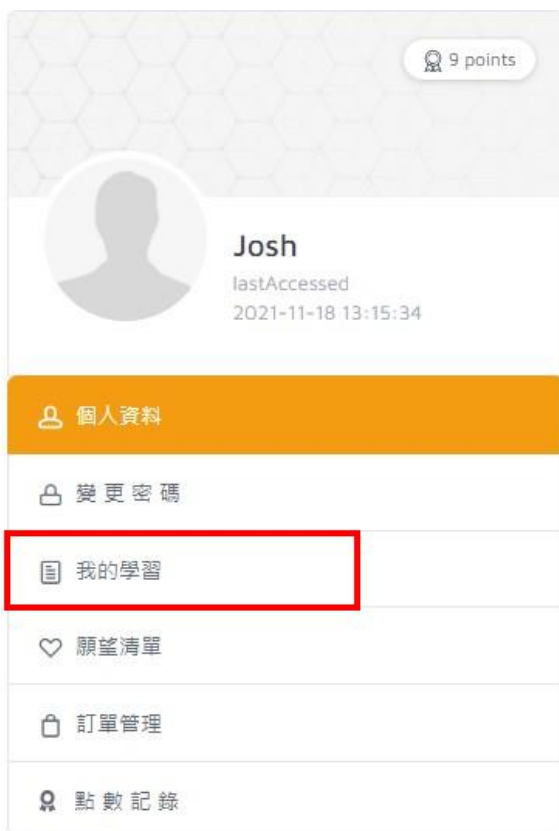 9 points
Josh
lastAccessed
2021-11-18 13:15:34
個人資料
變更密碼
我的學習
願望清單
訂單管理
點數記錄